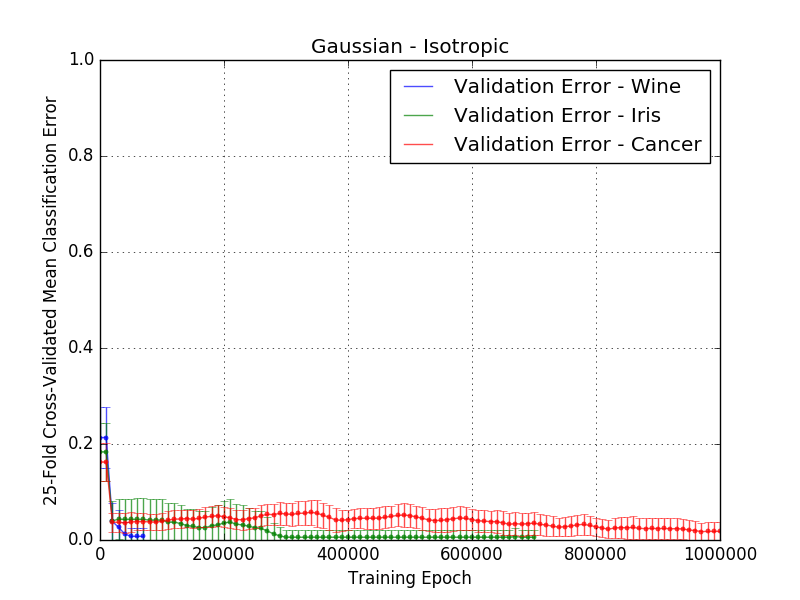 Gaussian - Isotropic
25-Fold Cross-Validated Mean Classification Error
1.0
0.8
0.6
0.4
0.2
0.0
Validation Error - Wine
Validation Error - Iris
Validation Error - Cancer
0 200000 400000 600000 800000 1000000
Training Epoch